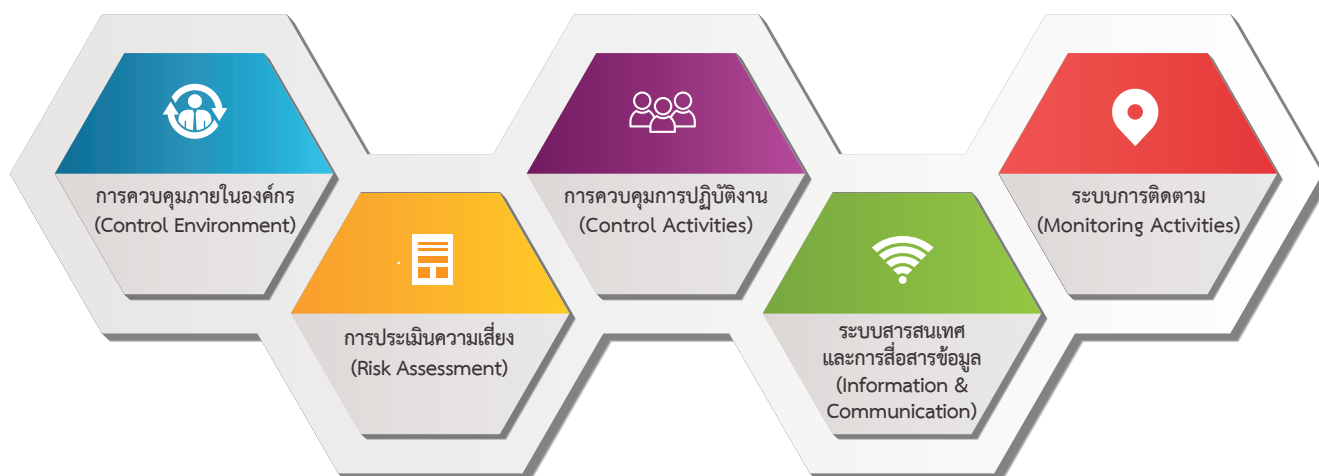 การควบคุมภายในองค์กร
(Control Environment)
การประเมินความเสี่ยง
(Risk Assessment)
การควบคุมการปฏิบัติงาน
(Control Activities)
ระบบสารสนเทศ
และการสื่อสารข้อมูล
(Information &
Communication)
ระบบการติดตาม
(Monitoring Activities)